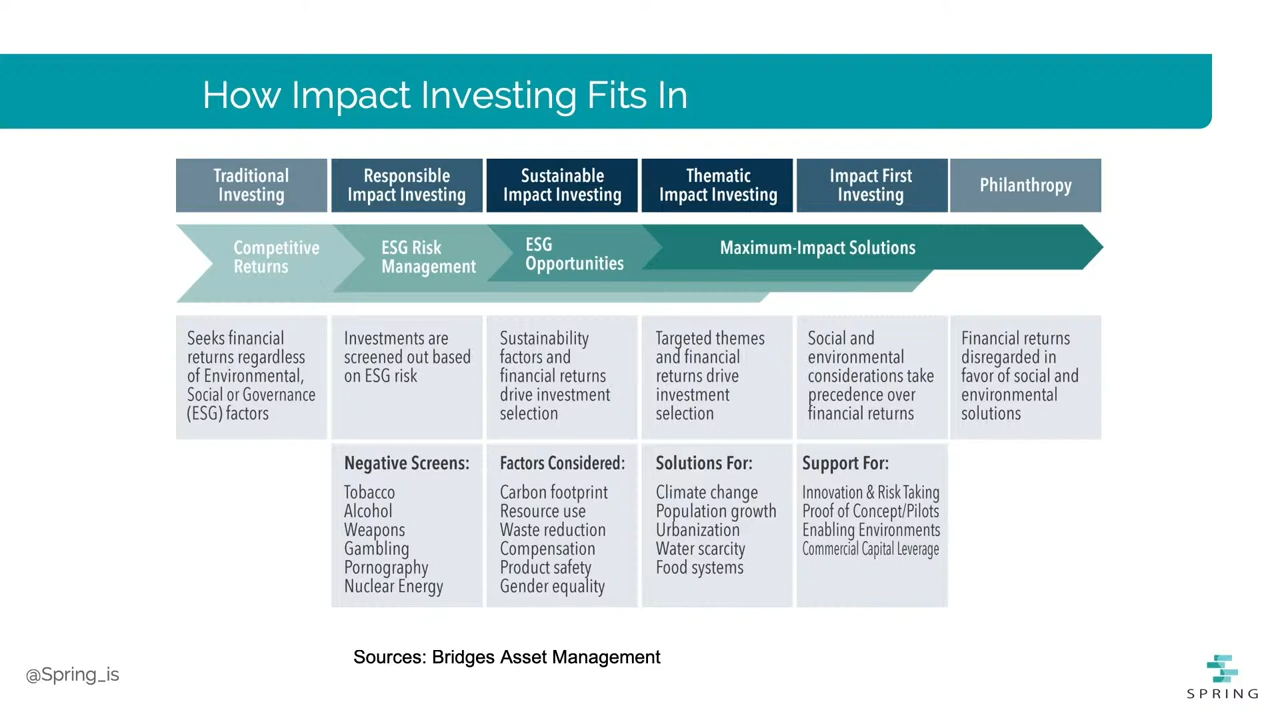 How Impact Investing Fits In
Traditional
Investing
Responsible
Impact Investing
Sustainable
Impact Investing
Thematic
Impact Investing
Impact First
Investing
Philanthropy
Competitive
Returns
ESG Risk
Management
ESG
Opportunities
Maximum-Impact Solutions
Seeks financial
returns regardless
of Environmental,
Social or Governance
(ESG) factors
Investments are
screened out based
on ESG risk
Sustainability
factors and
financial returns
drive investment
selection
Targeted themes
and financial
returns drive
investment
selection
Social and
environmental
considerations take
precedence over
financial returns
Financial returns
disregarded in
favor of social and
environmental
solutions
Negative Screens:
Tobacco
Alcohol
Weapons
Gambling
Pornography
Nuclear Energy
Factors Considered:
Carbon footprint
Resource use
Waste reduction
Compensation
Product safety
Gender equality
Solutions For:
Climate change
Population growth
Urbanization
Water scarcity
Food systems
Support For:
Innovation & Risk Taking
Proof of Concept/Pilots
Enabling Environments
Commercial Capital Leverage
Sources: Bridges Asset Management
@Spring_is
SPRING